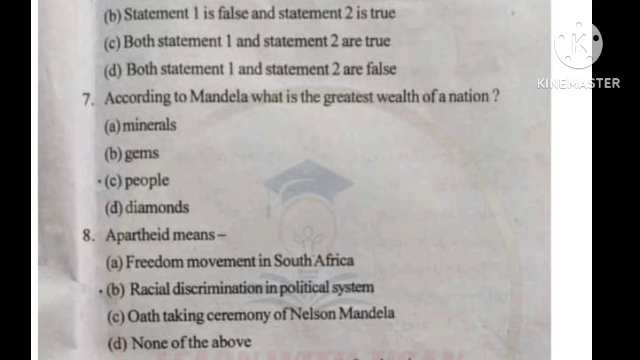 (b) Statement 1 is false and statement 2 is true
(c) Both statement 1 and statement 2 are true
(d) Both statement 1 and statement 2 are false
7. According to Mandela what is the greatest wealth of a nation ?
(a) minerals
(b) gems
(c) people
(d) diamonds
8. Apartheid means –
(a) Freedom movement in South Africa
(b) Racial discrimination in political system
(c) Oath taking ceremony of Nelson Mandela
(d) None of the above
KINEMASTER